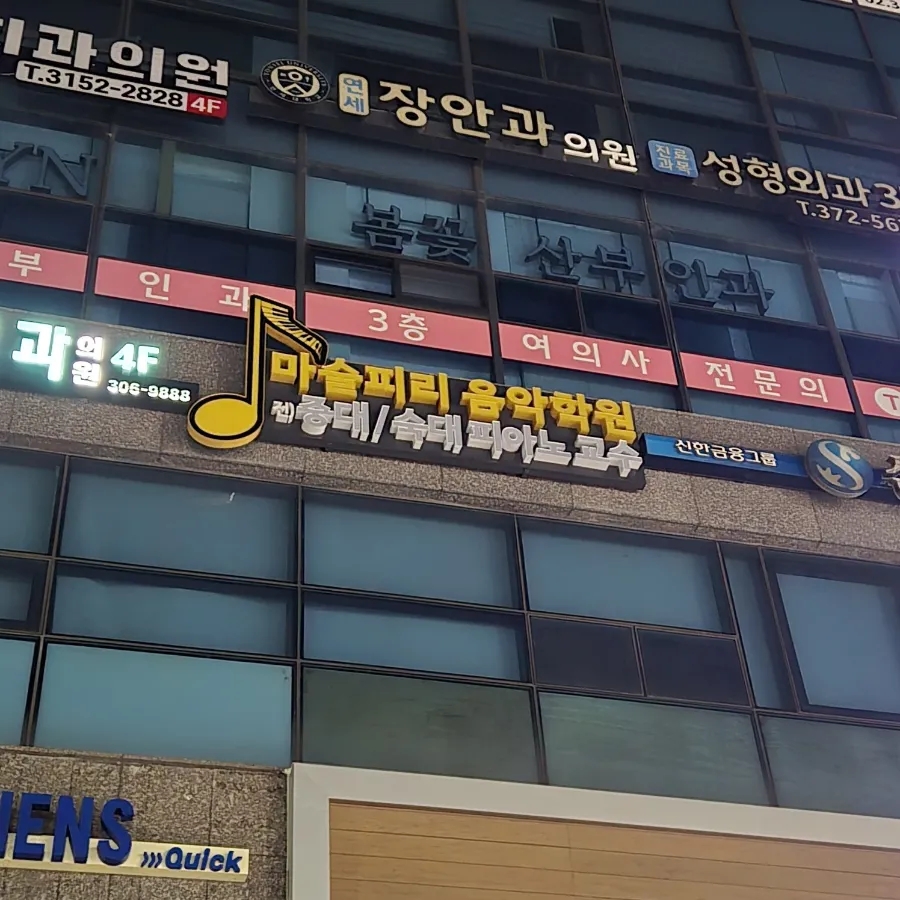 피과의원
T.3152-2828 4F
연세 장안과 의원 진료과목 성형외과
T.372-56
봄꽃 산부인과
부인과 3층 여의사 전문의
과의원 4F
306-9888
마술피리 음악학원
전) 중대/숙대 피아노 교수
신한금융그룹
Quick